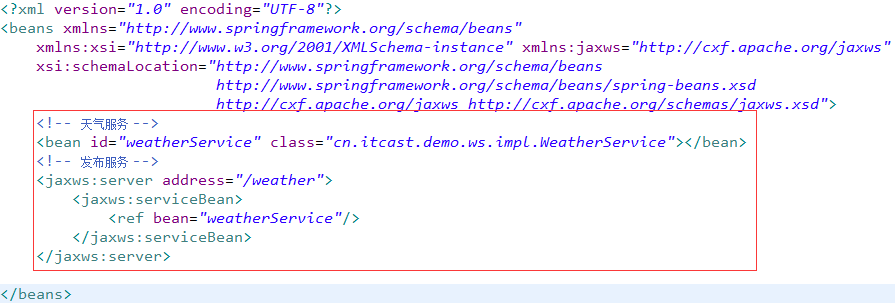 <?xml version="1.0" encoding="UTF-8"?>
<beans xmlns="http://www.springframework.org/schema/beans"
xmlns:xsi="http://www.w3.org/2001/XMLSchema-instance" xmlns:jaxws="http://cxf.apache.org/jaxws"
xsi:schemaLocation="http://www.springframework.org/schema/beans
http://www.springframework.org/schema/beans/spring-beans.xsd
http://cxf.apache.org/jaxws http://cxf.apache.org/schemas/jaxws.xsd">
<!-- 天气服务 -->
<bean id="weatherService" class="cn.itcast.demo.ws.impl.WeatherService"></bean>
<!-- 发布服务 -->
<jaxws:server address="/weather">
<jaxws:serviceBean>
<ref bean="weatherService"/>
</jaxws:serviceBean>
</jaxws:server>
</beans>